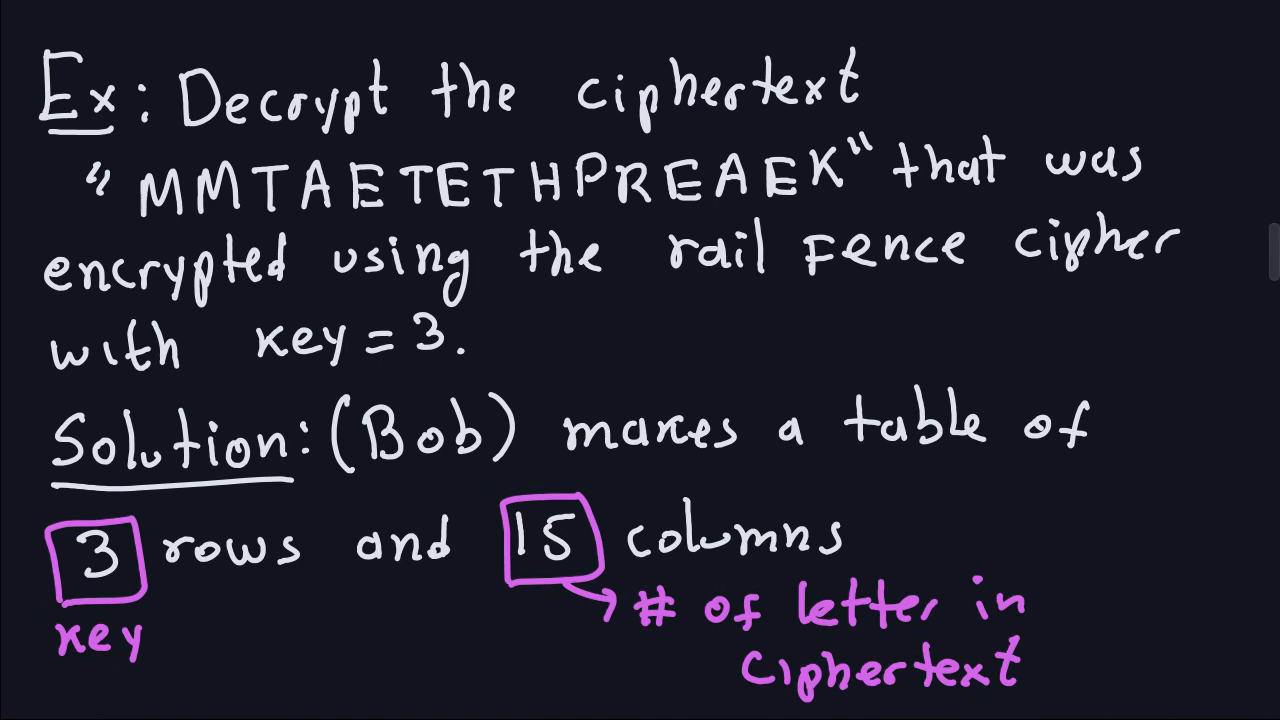 Ex: Decrypt the ciphertext
"MMTAETETHPREAEK" that was
encrypted using the rail Fence cipher
with key = 3.
Solution: (Bob) makes a table of
3 rows and 15 columns
key → # of letter in
ciphertext